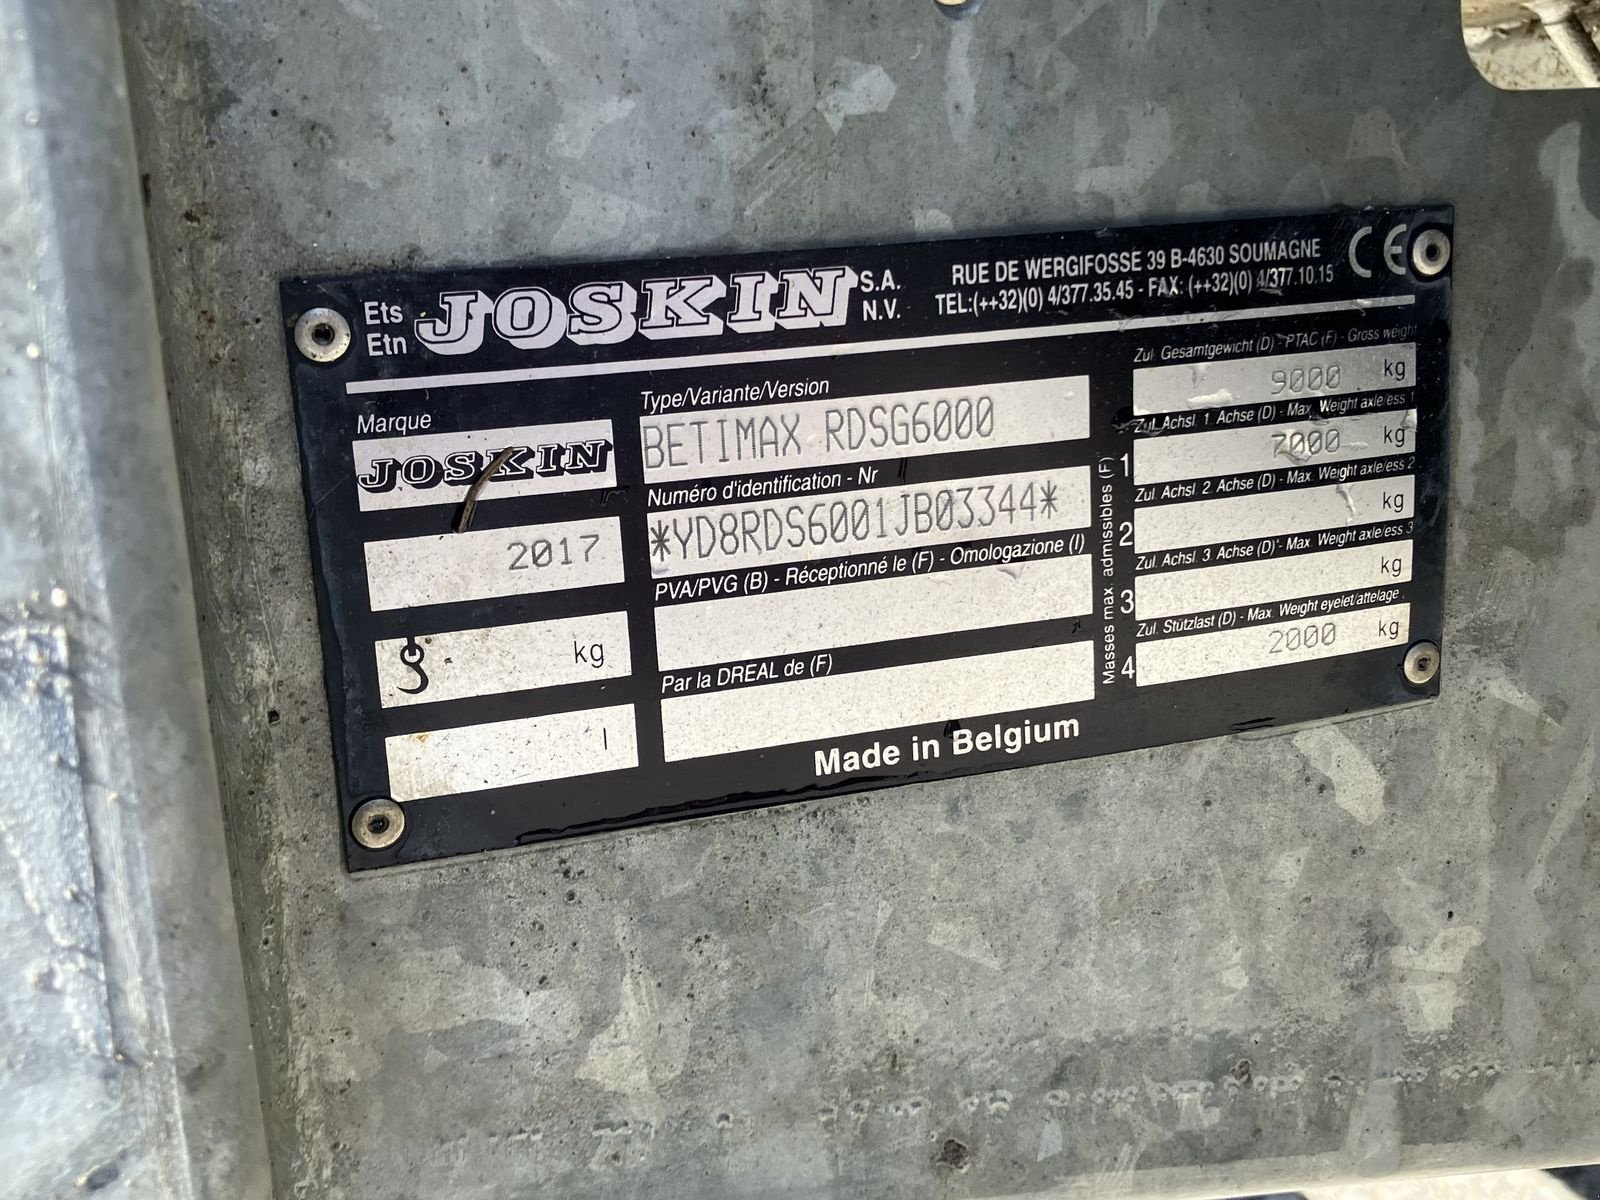 Ets
Etn
JOSKIN
S.A.
N.V.
RUE DE WERGIFOSSE 39 B-4630 SOUMAGNE
TEL:(++32)(0) 4/377.35.45 - FAX: (++32)(0) 4/377.10.15
CE
Marque
JOSKIN
2017
kg
l
Type/Variante/Version
BETIMAX RDSG6000
Numéro d'identification - Nr
*YD8RDS6001JB03344*
PVA/PVG (B) - Réceptionné le (F) - Omologazione (I)
Par la DREAL de (F)
Made in Belgium
Masses max. admissibles (F)
Zul. Gesamtgewicht (D) - PTAC (F) - Gross weight
9000 kg
Zul. Achsl. 1. Achse (D) - Max. Weight axle/ess 1
1 7000 kg
Zul. Achsl. 2. Achse (D) - Max. Weight axle/ess 2
2 kg
Zul. Achsl. 3. Achse (D) - Max. Weight axle/ess 3
3 kg
Zul. Stützlast (D) - Max. Weight eyelet/attelage
4 2000 kg